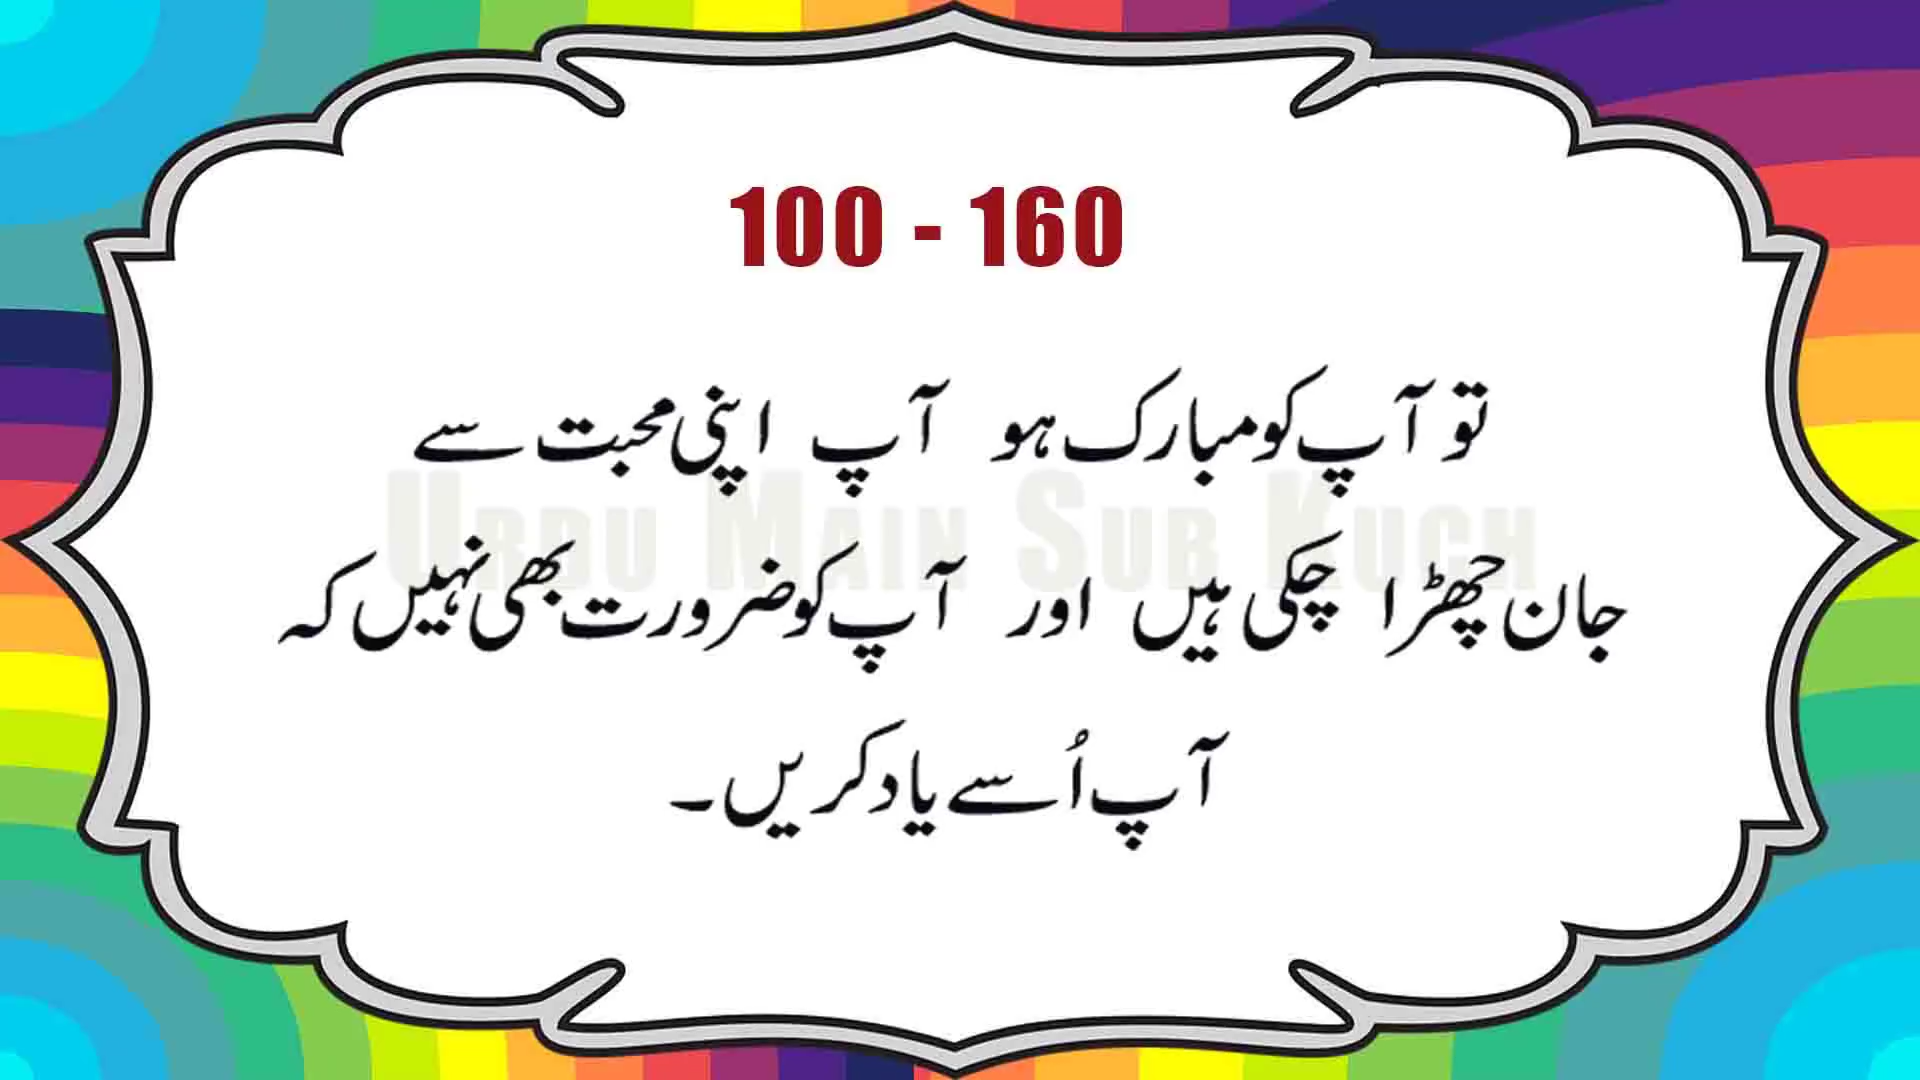 100 - 160
تو آپ کو مبارک ہو آپ اپنی محبت سے
Urdu Main Sub Kuch
جان چھڑا چکی ہیں اور آپ کو ضرورت بھی نہیں کہ
آپ اُسے یاد کریں۔